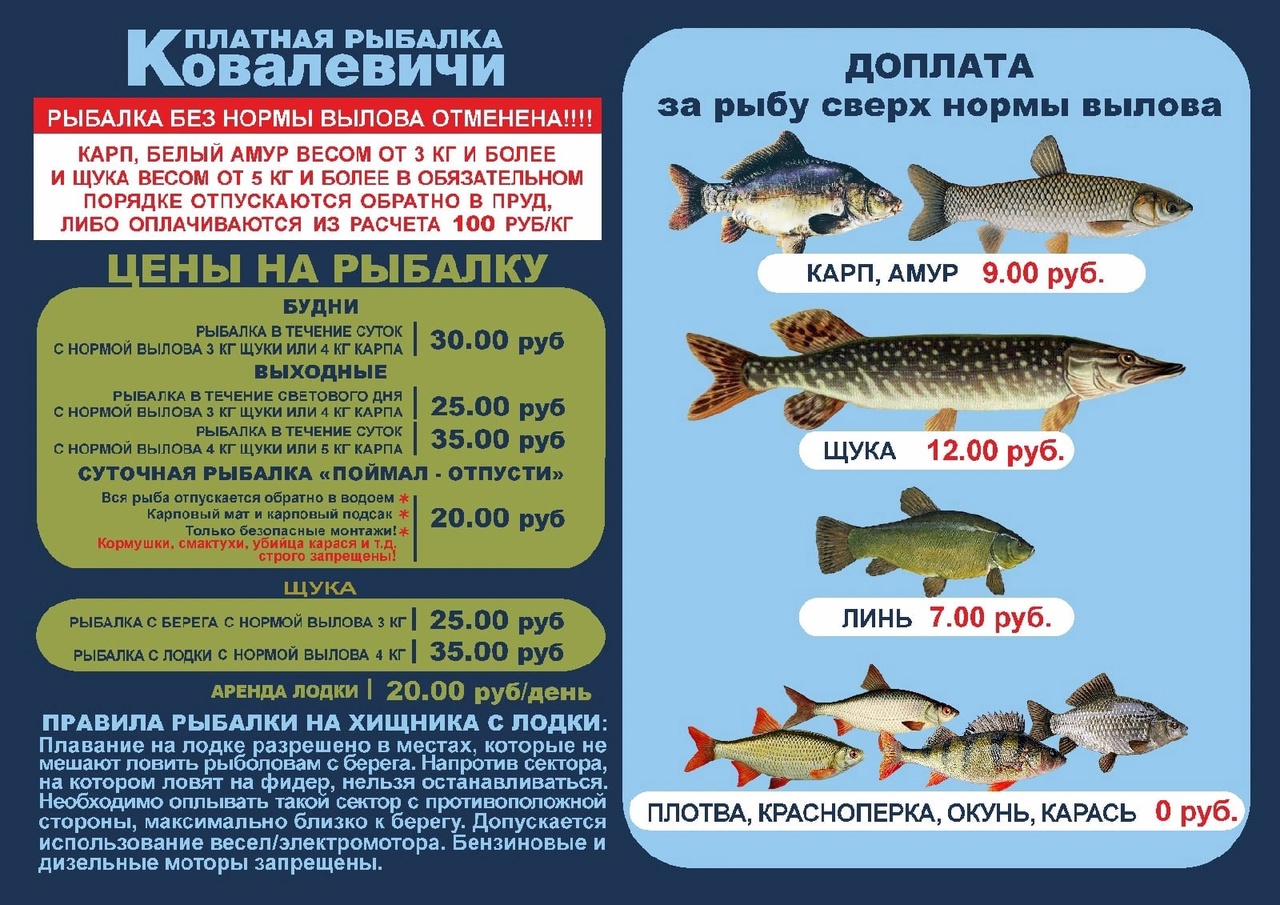 ПЛАТНАЯ РЫБАЛКА
Ковалевичи
РЫБАЛКА БЕЗ НОРМЫ ВЫЛОВА ОТМЕНЕНА!!!!
КАРП, БЕЛЫЙ АМУР ВЕСОМ ОТ 3 КГ И БОЛЕЕ
И ЩУКА ВЕСОМ ОТ 5 КГ И БОЛЕЕ В ОБЯЗАТЕЛЬНОМ
ПОРЯДКЕ ОТПУСКАЮТСЯ ОБРАТНО В ПРУД,
ЛИБО ОПЛАЧИВАЮТСЯ ИЗ РАСЧЕТА 100 РУБ/КГ
ЦЕНЫ НА РЫБАЛКУ
БУДНИ
РЫБАЛКА В ТЕЧЕНИЕ СУТОК
С НОРМОЙ ВЫЛОВА 3 КГ ЩУКИ ИЛИ 4 КГ КАРПА
30.00 руб
ВЫХОДНЫЕ
РЫБАЛКА В ТЕЧЕНИЕ СВЕТОВОГО ДНЯ
С НОРМОЙ ВЫЛОВА 3 КГ ЩУКИ ИЛИ 4 КГ КАРПА
25.00 руб
РЫБАЛКА В ТЕЧЕНИЕ СУТОК
С НОРМОЙ ВЫЛОВА 4 КГ ЩУКИ ИЛИ 5 КГ КАРПА
35.00 руб
СУТОЧНАЯ РЫБАЛКА «ПОЙМАЛ - ОТПУСТИ»
Вся рыба отпускается обратно в водоем *
Карповый мат и карповый подсак *
Только безопасные монтажи! *
Кормушки, смактухи, убийца карася и т.д.
строго запрещены!
20.00 руб
ЩУКА
РЫБАЛКА С БЕРЕГА С НОРМОЙ ВЫЛОВА 3 КГ 25.00 руб
РЫБАЛКА С ЛОДКИ С НОРМОЙ ВЫЛОВА 4 КГ 35.00 руб
АРЕНДА ЛОДКИ 20.00 руб/день
ПРАВИЛА РЫБАЛКИ НА ХИЩНИКА С ЛОДКИ:
Плавание на лодке разрешено в местах, которые не
мешают ловить рыболовам с берега. Напротив сектора,
на котором ловят на фидер, нельзя останавливаться.
Необходимо оплывать такой сектор с противоположной
стороны, максимально близко к берегу. Допускается
использование весел/электромотора. Бензиновые и
дизельные моторы запрещены.
ДОПЛАТА
за рыбу сверх нормы вылова
КАРП, АМУР 9.00 руб.
ЩУКА 12.00 руб.
ЛИНЬ 7.00 руб.
ПЛОТВА, КРАСНОПЕРКА, ОКУНЬ, КАРАСЬ 0 руб.